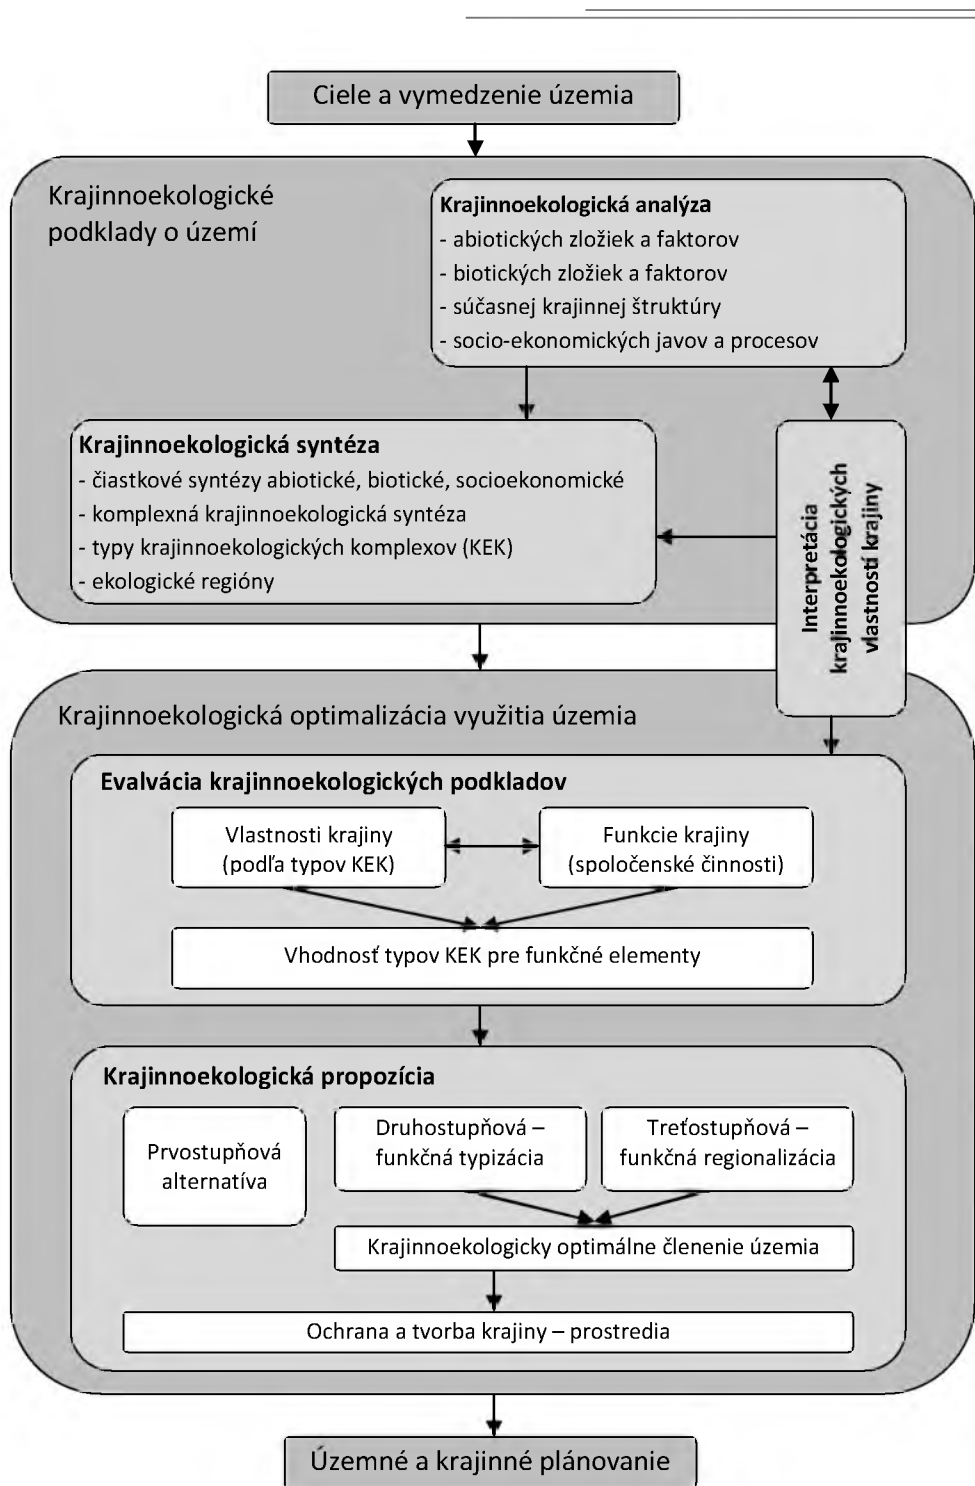 Ciele a vymedzenie územia
Krajinnoekologické
podklady o území
Krajinnoekologická analýza
- abiotických zložiek a faktorov
- biotických zložiek a faktorov
- súčasnej krajinnej štruktúry
- socio-ekonomických javov a procesov
Krajinnoekologická syntéza
- čiastkové syntézy abiotické, biotické, socioekonomické
- komplexná krajinnoekologická syntéza
- typy krajinnoekologických komplexov (KEK)
- ekologické regióny
Interpretácia
krajinnoekologických
vlastností krajiny
Krajinnoekologická optimalizácia využitia územia
Evalvácia krajinnoekologických podkladov
Vlastnosti krajiny
(podľa typov KEK)
Funkcie krajiny
(spoločenské činnosti)
Vhodnosť typov KEK pre funkčné elementy
Krajinnoekologická propozícia
Prvostupňová
alternatíva
Druhostupňová –
funkčná typizácia
Treťostupňová –
funkčná regionalizácia
Krajinnoekologicky optimálne členenie územia
Ochrana a tvorba krajiny – prostredia
Územné a krajinné plánovanie